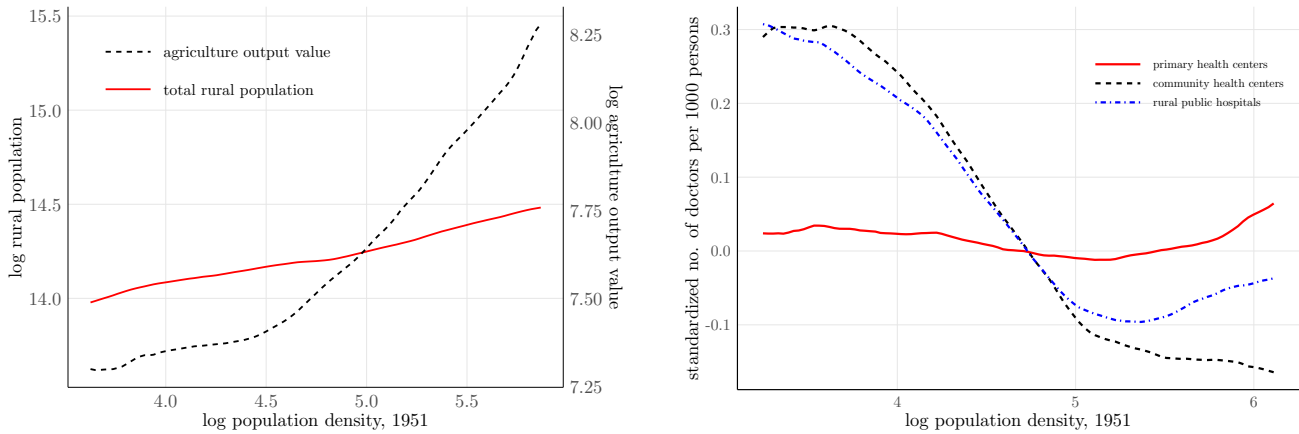 15.5
15.0
14.5
14.0
log rural population
agriculture output value
total rural population
8.25
8.00
7.75
7.50
7.25
log agriculture output value
4.0
4.5
5.0
5.5
log population density, 1951
0.3
0.2
0.1
0.0
-0.1
standardized no. of doctors per 1000 persons
primary health centers
community health centers
rural public hospitals
4
5
6
log population density, 1951